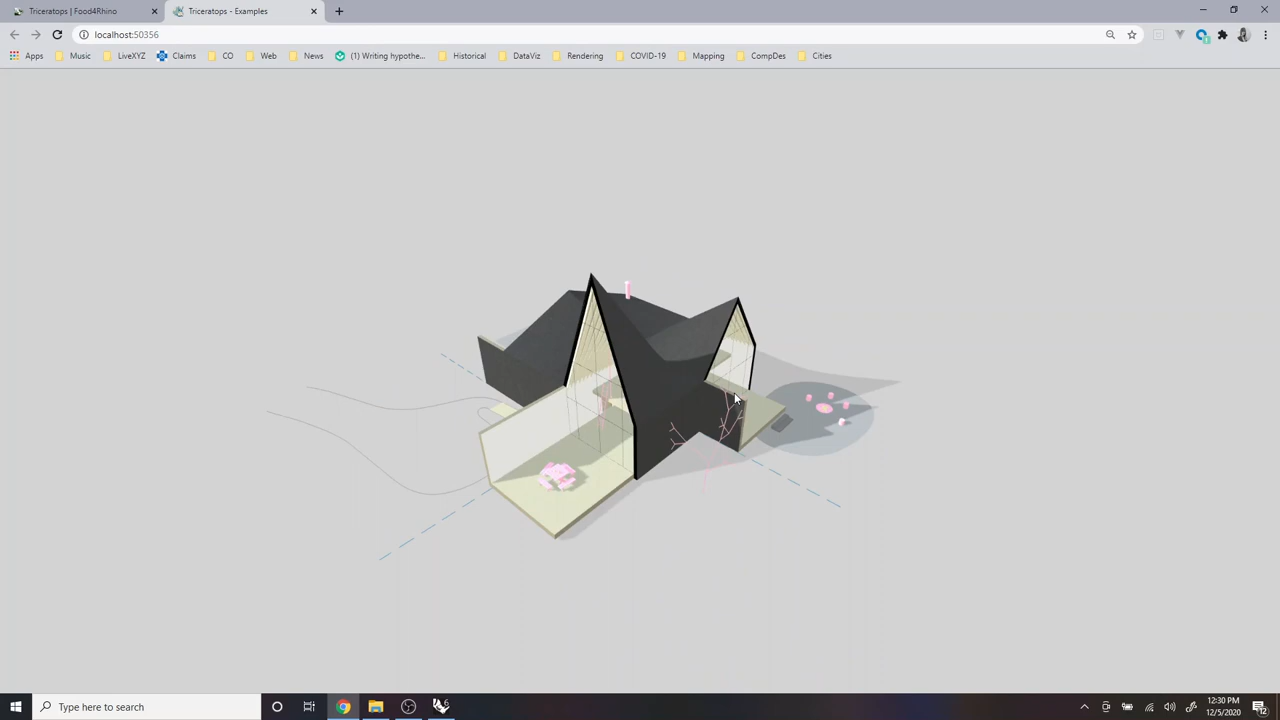 Triceratops | Food4Rhino
Triceratops - Examples
localhost:50356
Apps Music LiveXYZ Claims CO Web News (1) Writing hypothe... Historical DataViz Rendering COVID-19 Mapping CompDes Cities
Type here to search
12:30 PM
12/5/2020
12